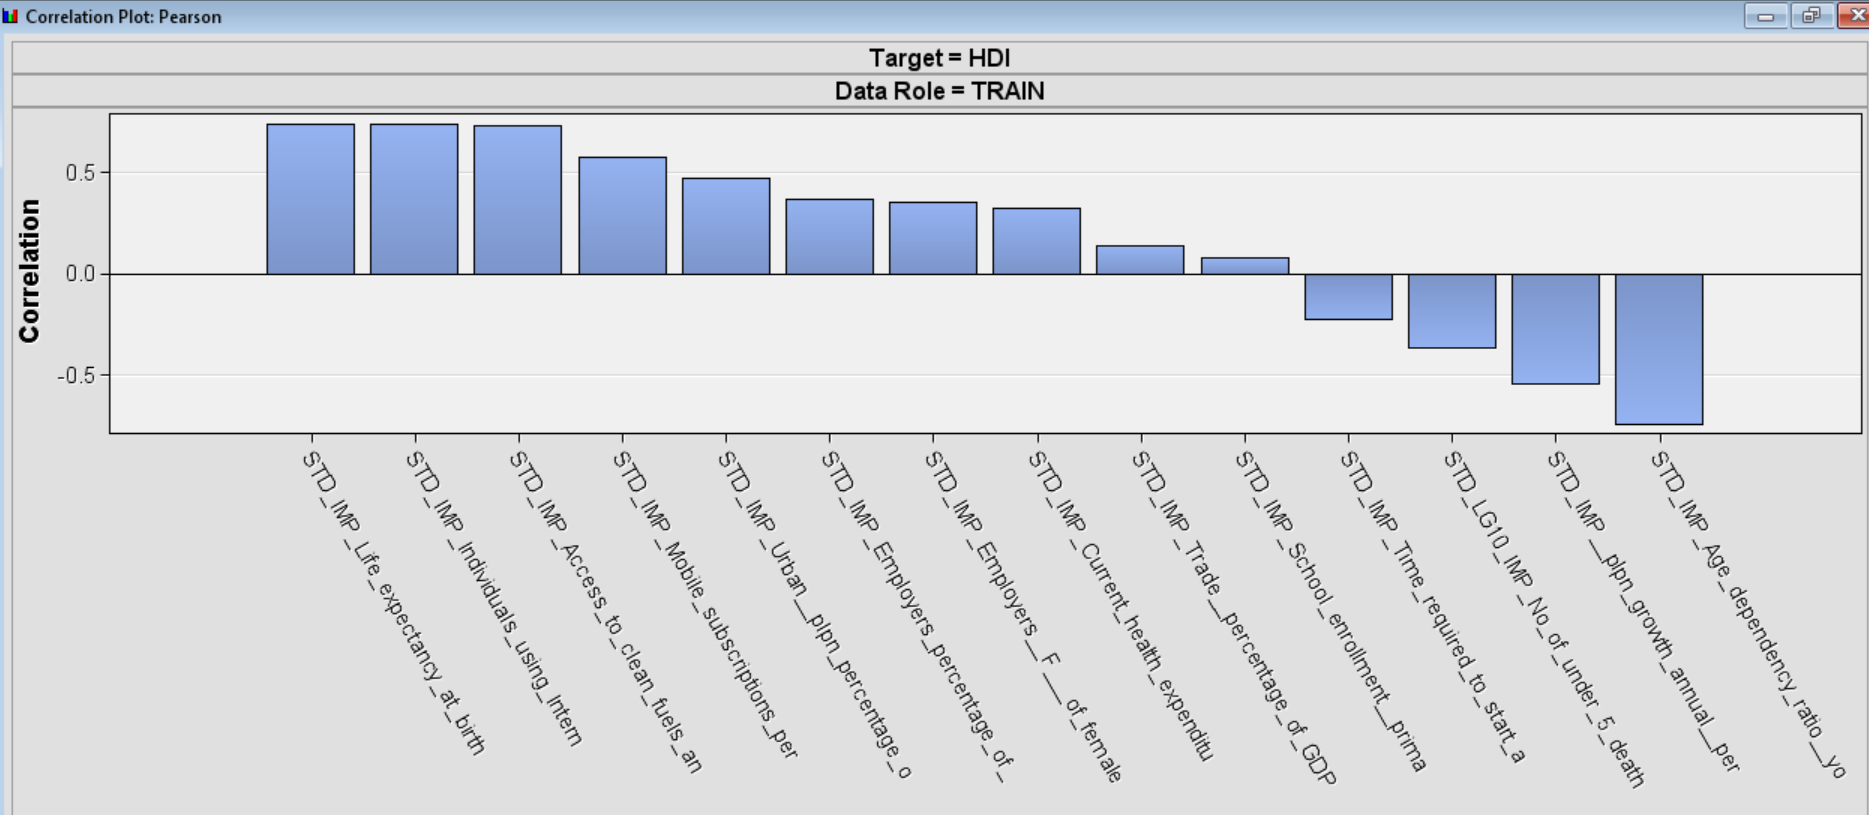 Correlation Plot: Pearson
Target = HDI
Data Role = TRAIN
Correlation
0.5
0.0
-0.5
STD_IMP_Life_expectancy_at_birth
STD_IMP_Individuals_using_Intern
STD_IMP_Access_to_clean_fuels_an
STD_IMP_Mobile_subscriptions_per
STD_IMP_Urban__plpn_percentage_o
STD_IMP_Employers_percentage_of_
STD_IMP_Employers__F___of_female
STD_IMP_Current_health_expenditu
STD_IMP_Trade__percentage_of_GDP
STD_IMP_School_enrollment__prima
STD_IMP_Time_required_to_start_a
STD_LG10_IMP_No_of_under_5_death
STD_IMP__plpn_growth_annual__per
STD_IMP_Age_dependency_ratio__yo